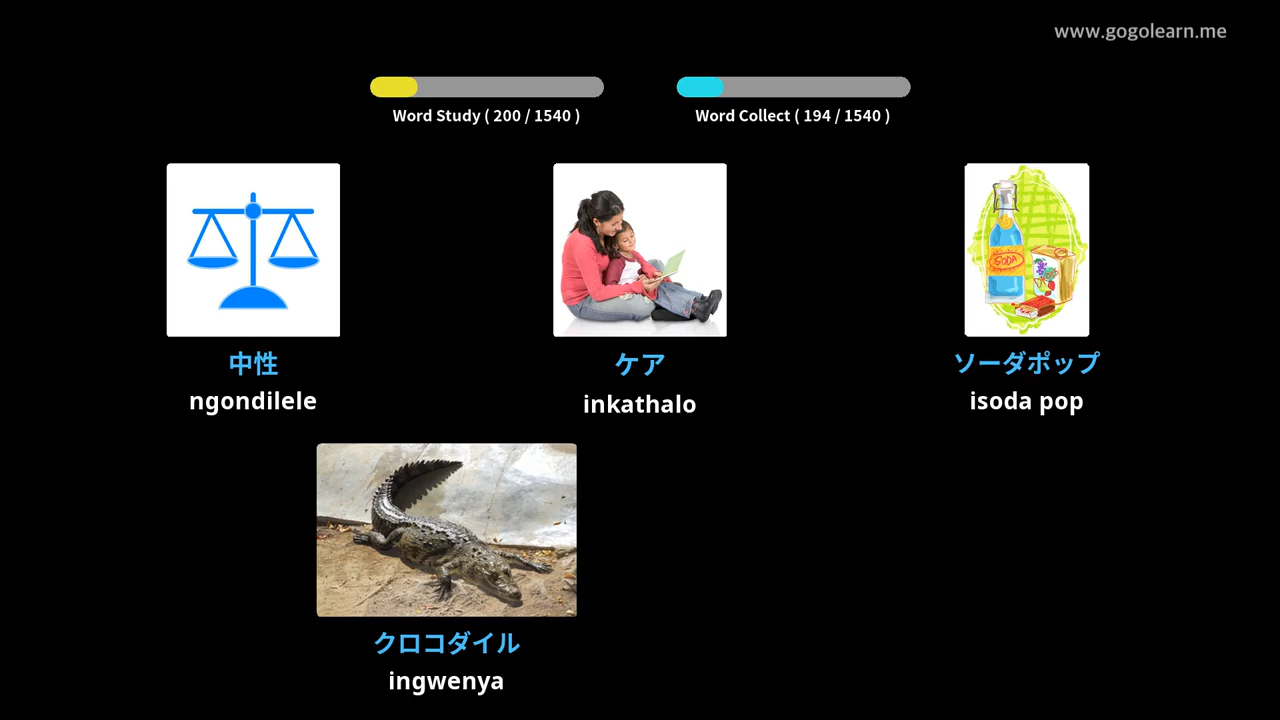 www.gogolearn.me
Word Study ( 200 / 1540 )
Word Collect ( 194 / 1540 )
SODA
中性
ngondilele
ケア
inkathalo
ソーダポップ
isoda pop
クロコダイル
ingwenya